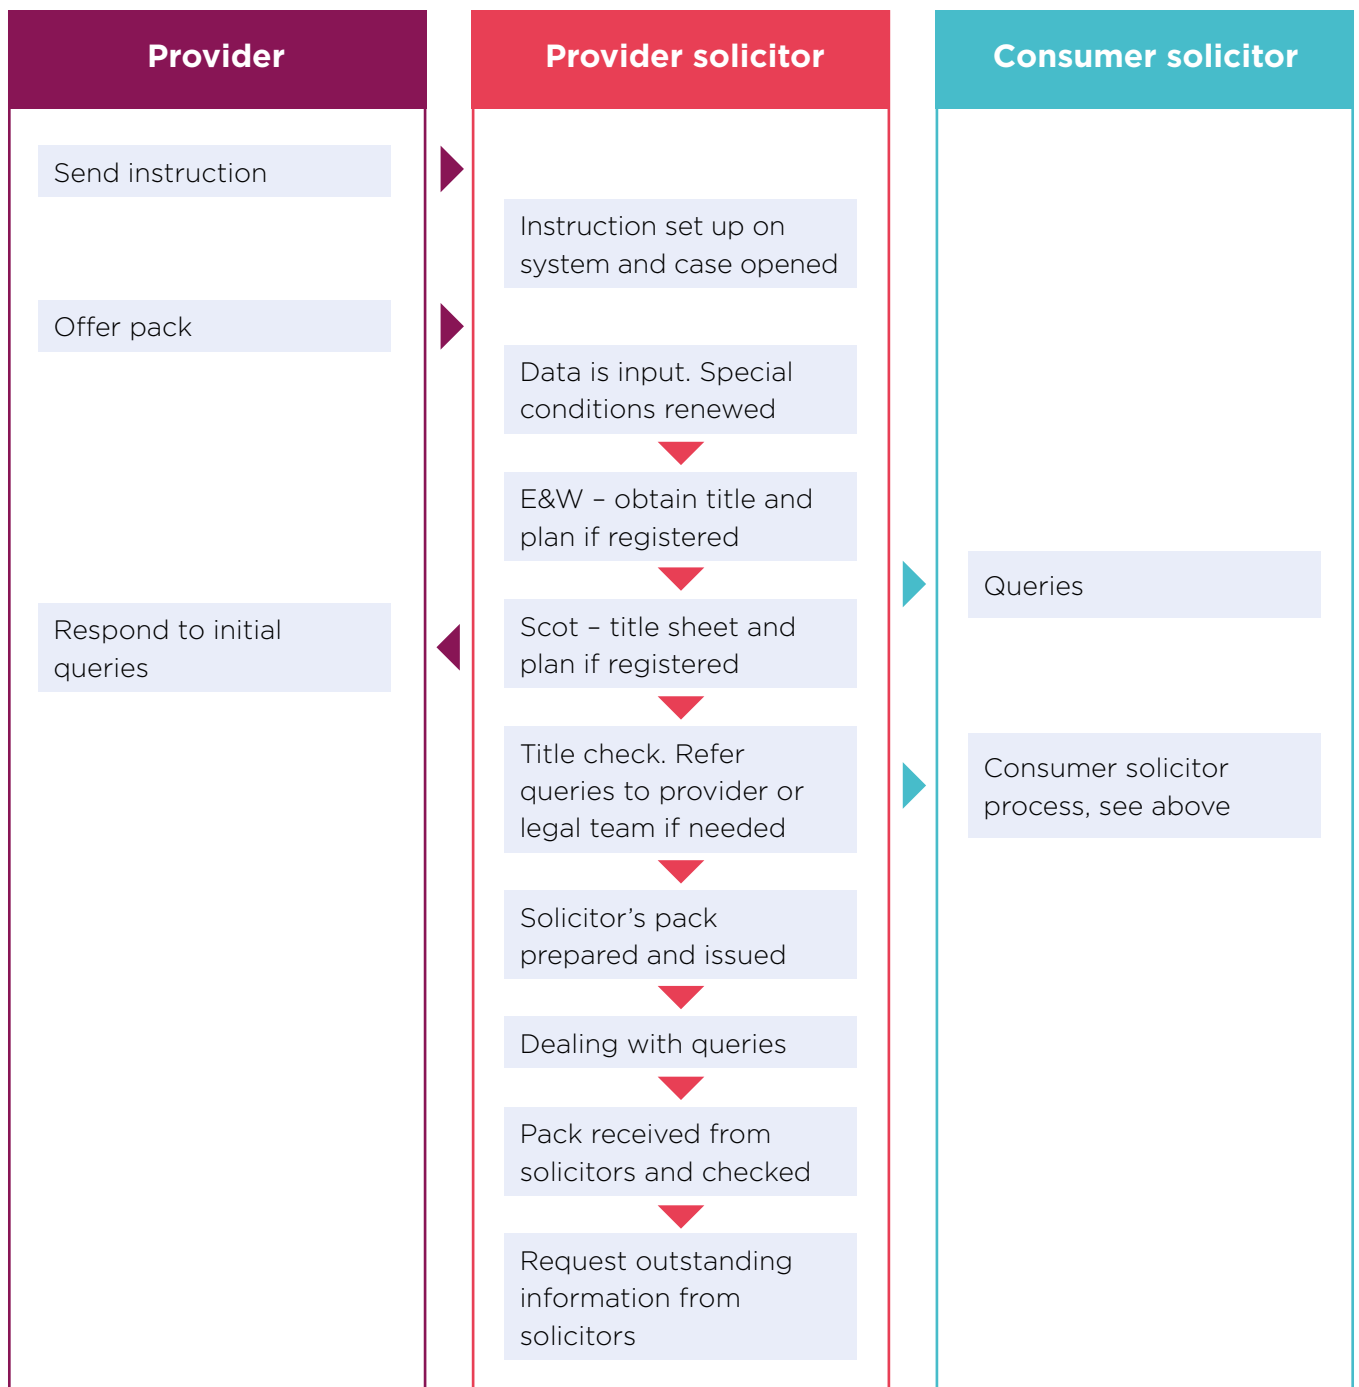 Provider
Send instruction
Offer pack
Respond to initial
queries
Provider solicitor
Instruction set up on
system and case opened
Data is input. Special
conditions renewed
E&W – obtain title and
plan if registered
Scot – title sheet and
plan if registered
Title check. Refer
queries to provider or
legal team if needed
Solicitor’s pack
prepared and issued
Dealing with queries
Pack received from
solicitors and checked
Request outstanding
information from
solicitors
Consumer solicitor
Queries
Consumer solicitor
process, see above